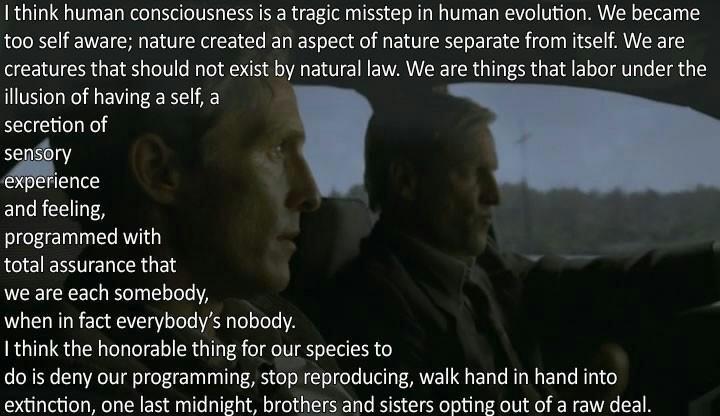 I think human consciousness is a tragic misstep in human evolution. We became
too self aware; nature created an aspect of nature separate from itself. We are
creatures that should not exist by natural law. We are things that labor under the
illusion of having a self, a
secretion of
sensory
experience
and feeling,
programmed with
total assurance that
we are each somebody,
when in fact everybody’s nobody.
I think the honorable thing for our species to
do is deny our programming, stop reproducing, walk hand in hand into
extinction, one last midnight, brothers and sisters opting out of a raw deal.